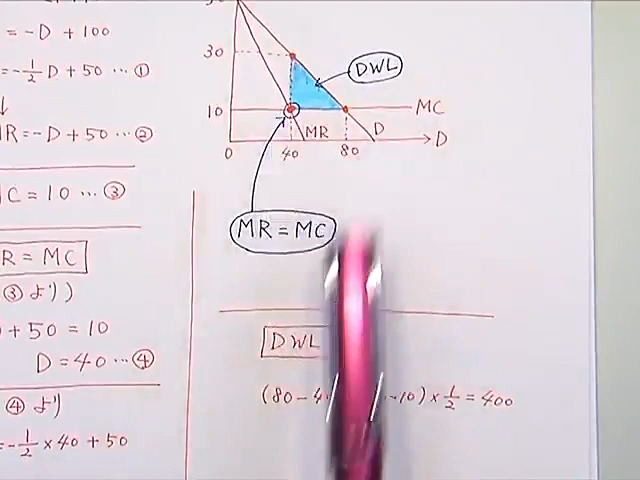 = -D + 100
= -1/2 D + 50 … ①
↓
MR = -D + 50 … ②
MC = 10 … ③
R = MC
③ より)
+ 50 = 10
D = 40 … ④
④ より
= -1/2 × 40 + 50
30
DWL
10
MC
MR
D
D
0
40
80
MR = MC
DWL
(80 - 4 -10) × 1/2 = 400